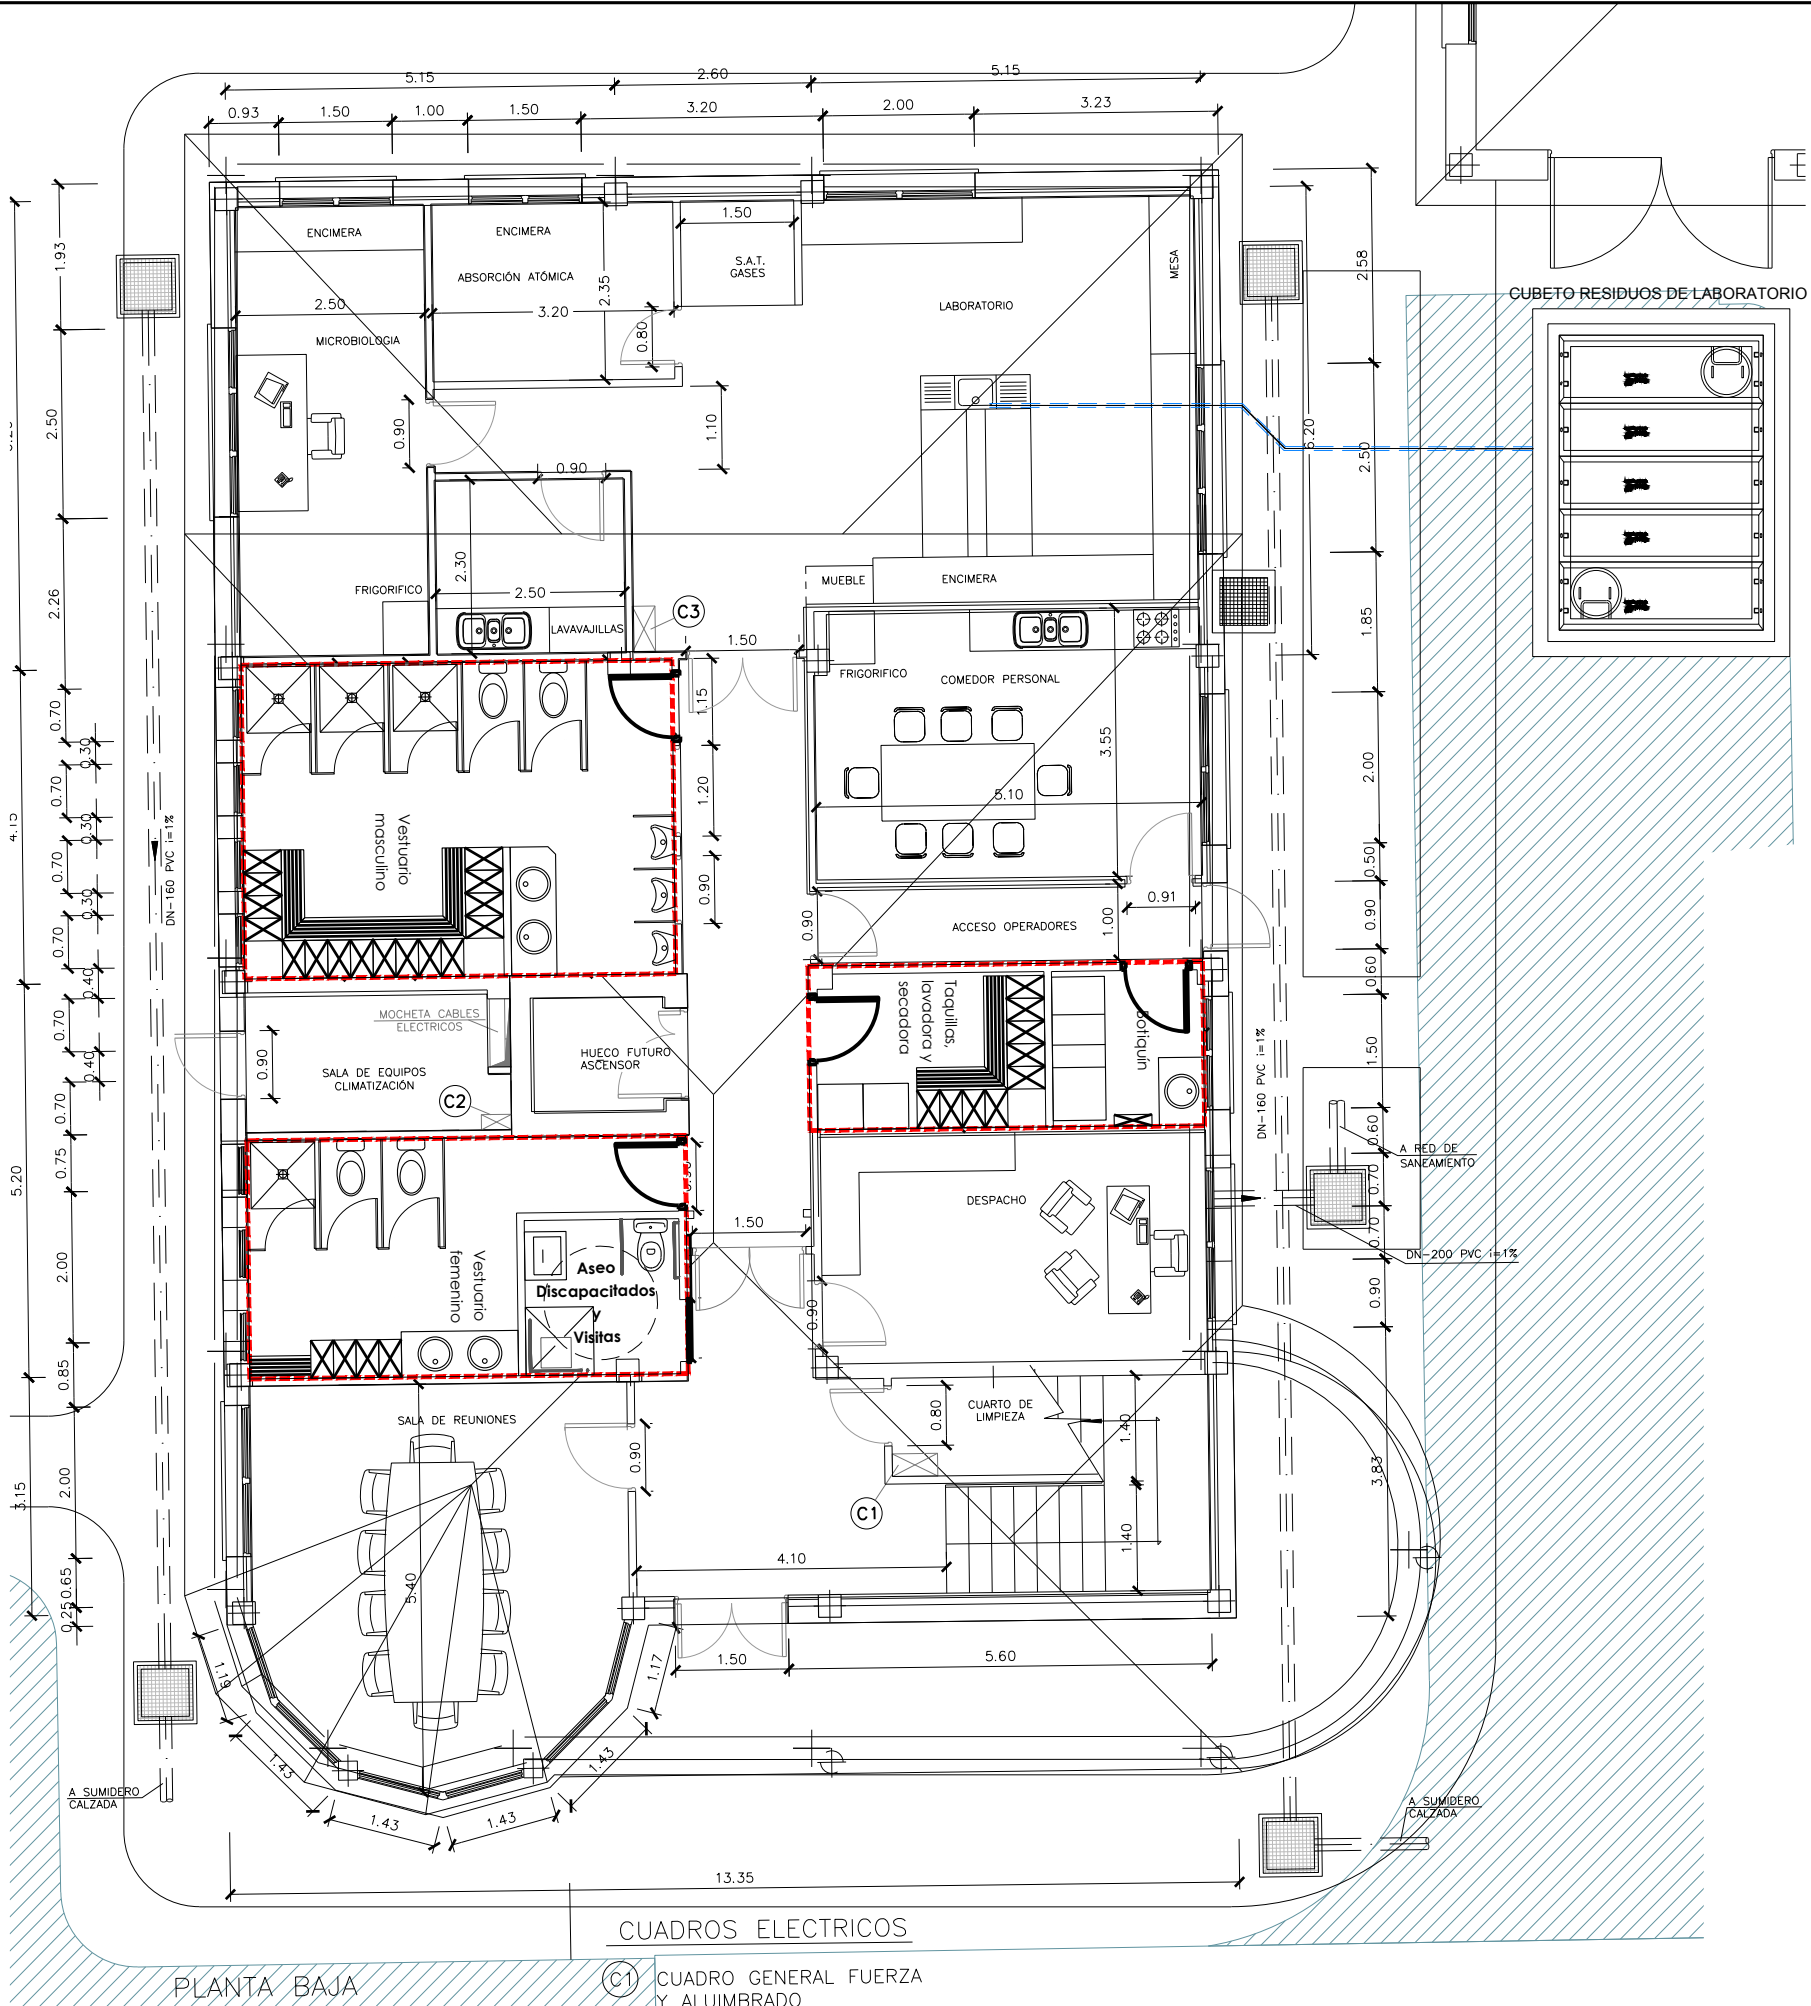 5.15
2.60
5.15
0.93
1.50
1.00
1.50
3.20
2.00
3.23
ENCIMERA
ENCIMERA
1.50
ABSORCIÓN ATÓMICA
S.A.T.
GASES
MESA
2.35
2.50
3.20
0.80
LABORATORIO
MICROBIOLOGIA
CUBETO RESIDUOS DE LABORATORIO
1.93
2.50
2.26
2.58
6.20
2.50
1.85
0.90
1.10
0.90
2.30
2.50
FRIGORIFICO
LAVAVAJILLAS
C3
MUEBLE
ENCIMERA
1.50
FRIGORIFICO
COMEDOR PERSONAL
1.15
3.55
5.10
1.20
0.90
2.00
0.70
0.30
0.70
0.30
0.70
0.30
0.70
0.40
0.70
0.40
0.70
0.75
4.15
DN-160 PVC i=1%
Vestuario
masculino
0.90
ACCESO OPERADORES
1.00
0.91
0.50
0.90
0.60
1.50
MOCHETA CABLES
ELECTRICOS
0.90
SALA DE EQUIPOS
CLIMATIZACIÓN
HUECO FUTURO
ASCENSOR
C2
Taquillas,
lavadora y
secadora
Botiquín
DN-160 PVC i=1%
0.60
A RED DE
SANEAMIENTO
0.70
0.70
DN-200 PVC i=1%
0.90
5.20
2.00
0.85
Vestuario
femenino
Aseo
Discapacitados
y
Visitas
1.50
DESPACHO
0.90
SALA DE REUNIONES
0.90
0.80
CUARTO DE
LIMPIEZA
1.40
1.40
3.83
C1
4.10
5.40
3.15
2.00
0.65
0.25
1.19
1.43
1.43
1.43
1.43
1.17
1.50
5.60
A SUMIDERO
CALZADA
A SUMIDERO
CALZADA
13.35
CUADROS ELECTRICOS
PLANTA BAJA
C1 CUADRO GENERAL FUERZA
Y ALUIMBRADO